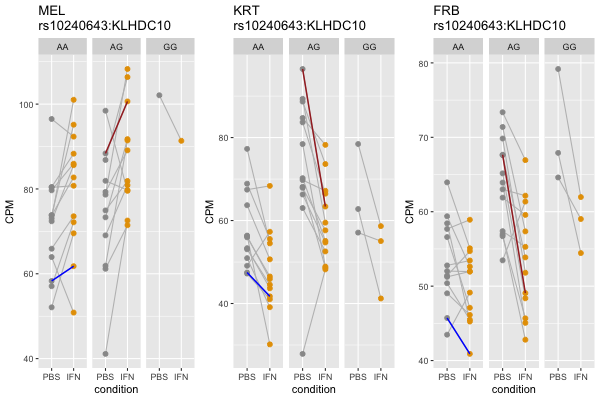 MEL
rs10240643:KLHDC10
AA AG GG
CPM
100
80
60
40
PBS IFN PBS IFN PBS IFN
condition
KRT
rs10240643:KLHDC10
AA AG GG
CPM
80
60
40
PBS IFN PBS IFN PBS IFN
condition
FRB
rs10240643:KLHDC10
AA AG GG
CPM
80
70
60
50
40
PBS IFN PBS IFN PBS IFN
condition